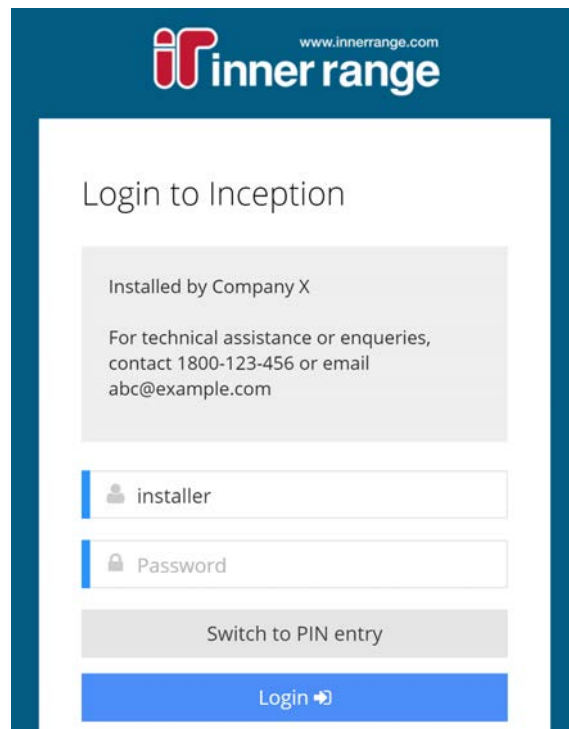 www.innerrange.com
inner range
Login to Inception
Installed by Company X
For technical assistance or enqueries,
contact 1800-123-456 or email
abc@example.com
installer
Password
Switch to PIN entry
Login